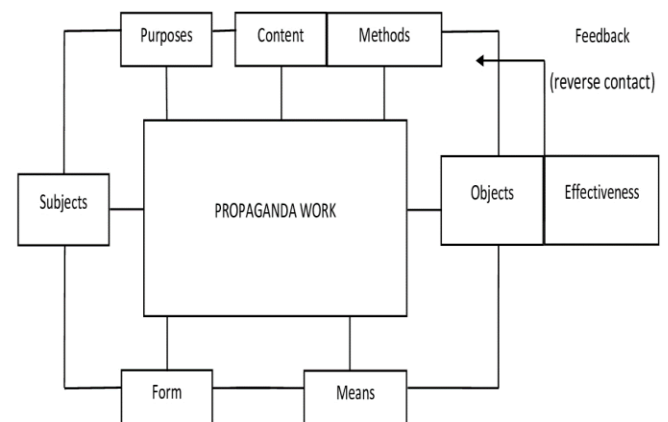 Purposes
Content
Methods
Feedback
(reverse contact)
Subjects
PROPAGANDA WORK
Objects
Effectiveness
Form
Means